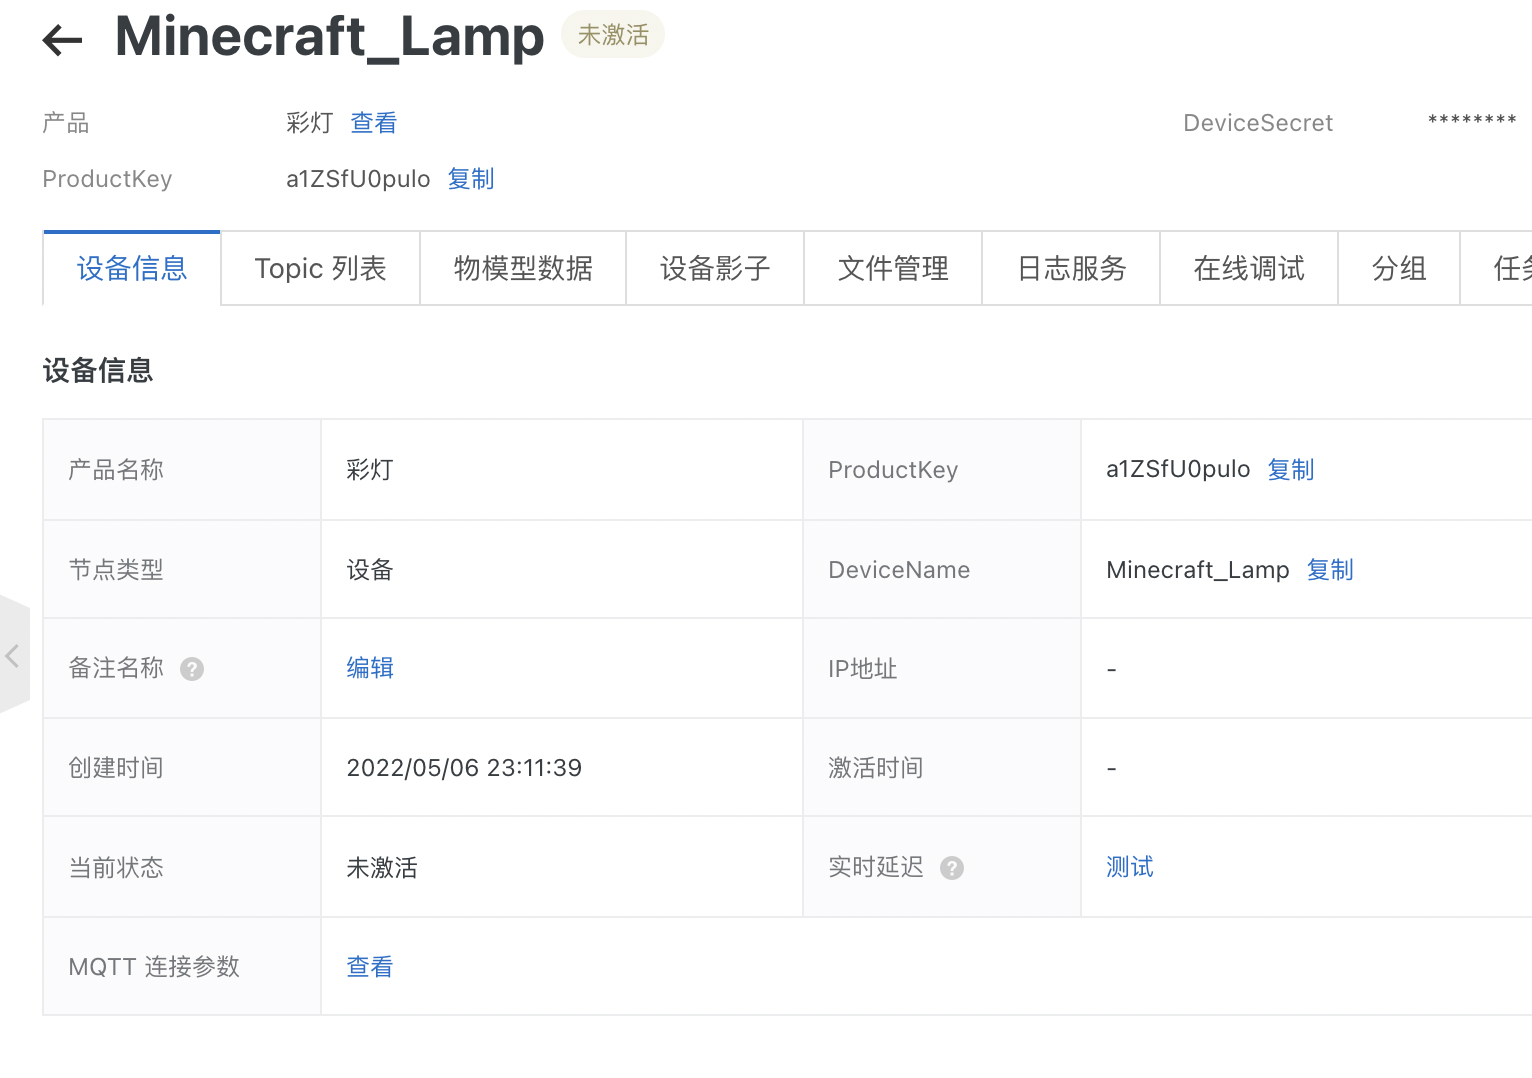 Minecraft_Lamp 未激活
产品 彩灯 查看 DeviceSecret ********
ProductKey a1ZSfU0pulo 复制
设备信息 Topic 列表 物模型数据 设备影子 文件管理 日志服务 在线调试 分组 任务
设备信息
产品名称 彩灯 ProductKey a1ZSfU0pulo 复制
节点类型 设备 DeviceName Minecraft_Lamp 复制
备注名称 ? 编辑 IP地址 -
创建时间 2022/05/06 23:11:39 激活时间 -
当前状态 未激活 实时延迟 ? 测试
MQTT 连接参数 查看